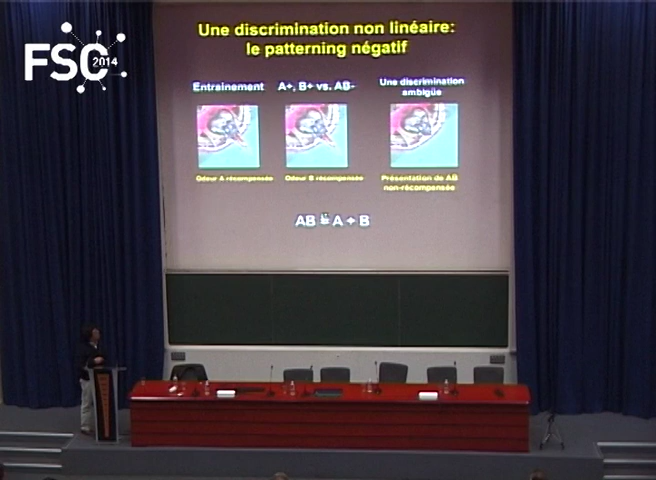 FSC 2014
Une discrimination non linéaire:
le patterning négatif
Entrainement
A+, B+ vs. AB-
Une discrimination
ambigüe
Odeur A récompensée
Odeur B récompensée
Présentation de AB
non-récompensée
AB A + B